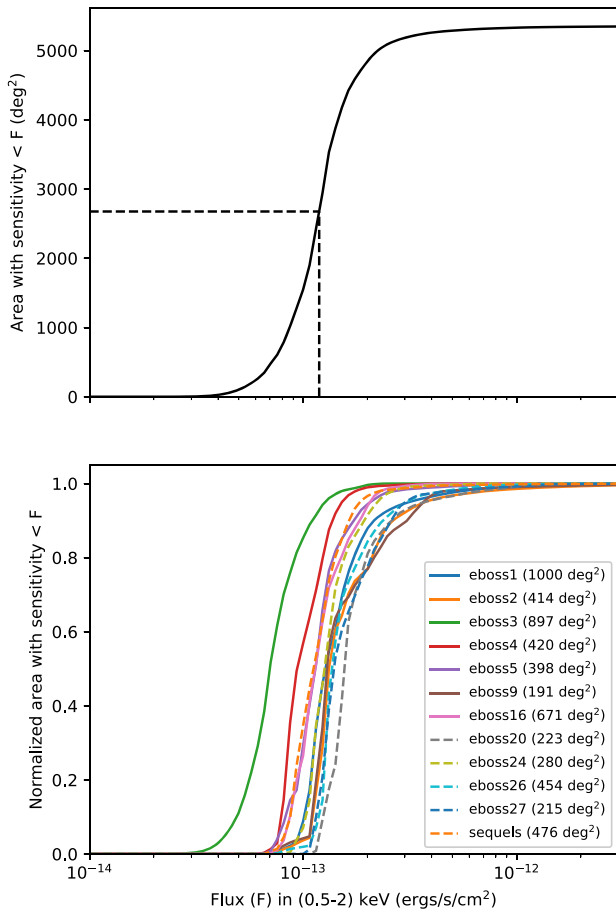 Area with sensitivity < F (deg²)
5000
4000
3000
2000
1000
0
Normalized area with sensitivity < F
1.0
0.8
0.6
0.4
0.2
0.0
eboss1 (1000 deg²)
eboss2 (414 deg²)
eboss3 (897 deg²)
eboss4 (420 deg²)
eboss5 (398 deg²)
eboss9 (191 deg²)
eboss16 (671 deg²)
eboss20 (223 deg²)
eboss24 (280 deg²)
eboss26 (454 deg²)
eboss27 (215 deg²)
sequels (476 deg²)
10⁻¹⁴ 10⁻¹³ 10⁻¹²
Flux (F) in (0.5-2) keV (ergs/s/cm²)